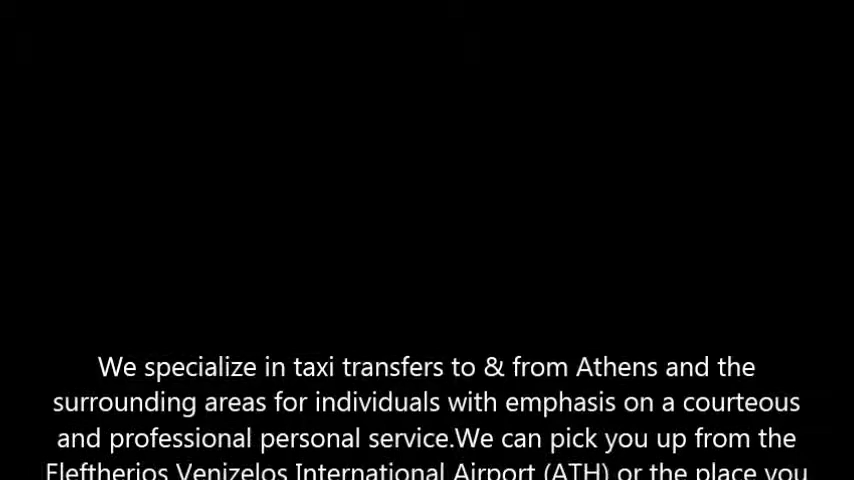 We specialize in taxi transfers to & from Athens and the
surrounding areas for individuals with emphasis on a courteous
and professional personal service.We can pick you up from the
Eleftherios Venizelos International Airport (ATH) or the place you